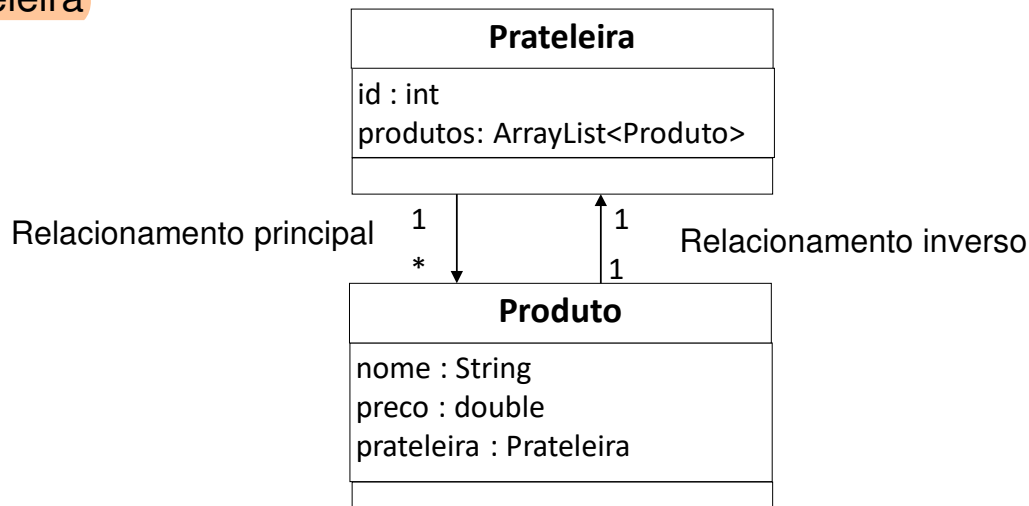 Prateleira
id : int
produtos: ArrayList<Produto>
Relacionamento principal
1
*
1
1
Relacionamento inverso
Produto
nome : String
preco : double
prateleira : Prateleira